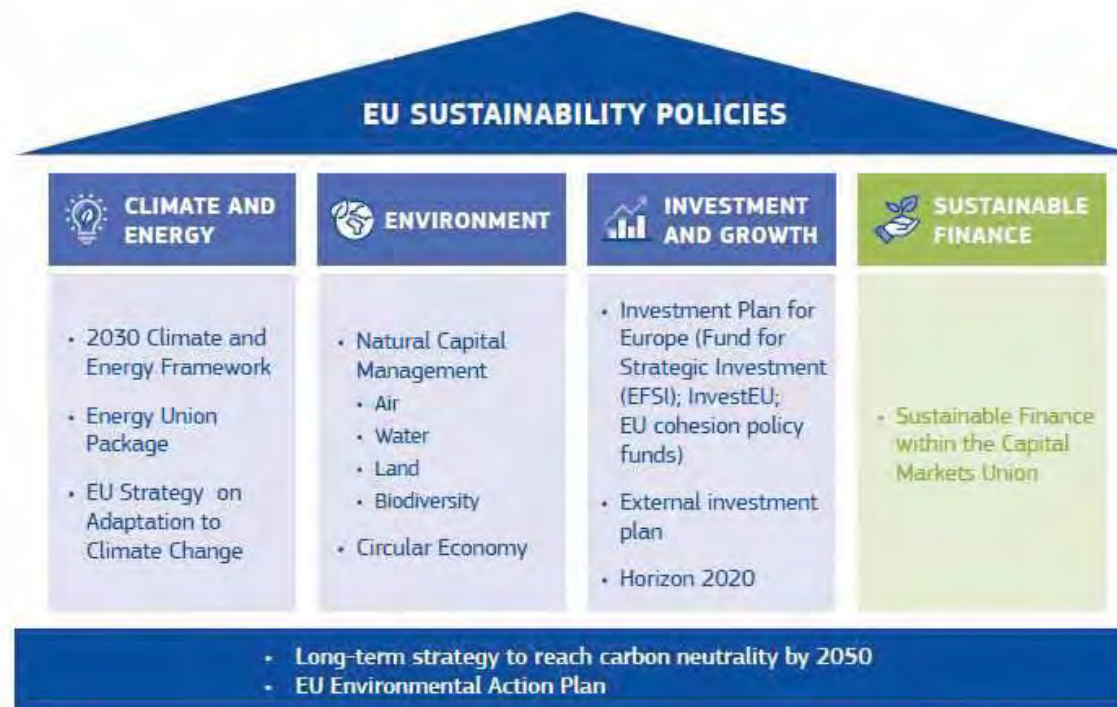 EU SUSTAINABILITY POLICIES
CLIMATE AND
ENERGY
• 2030 Climate and
Energy Framework
• Energy Union
Package
• EU Strategy on
Adaptation to
Climate Change
ENVIRONMENT
• Natural Capital
Management
• Air
• Water
• Land
• Biodiversity
• Circular Economy
INVESTMENT
AND GROWTH
• Investment Plan for
Europe (Fund for
Strategic Investment
(EFSI); InvestEU;
EU cohesion policy
funds)
• External investment
plan
• Horizon 2020
SUSTAINABLE
FINANCE
• Sustainable Finance
within the Capital
Markets Union
• Long-term strategy to reach carbon neutrality by 2050
• EU Environmental Action Plan